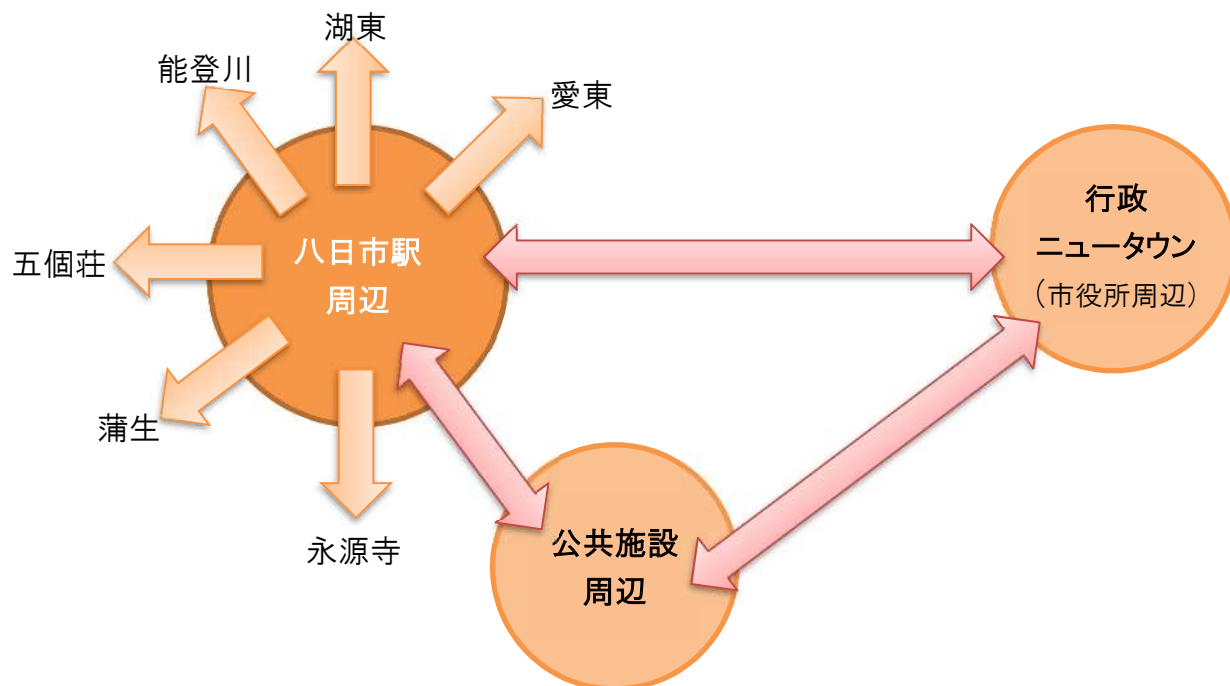 湖東
能登川
愛東
五個荘
八日市駅
周辺
行政
ニュータウン
（市役所周辺）
蒲生
永源寺
公共施設
周辺